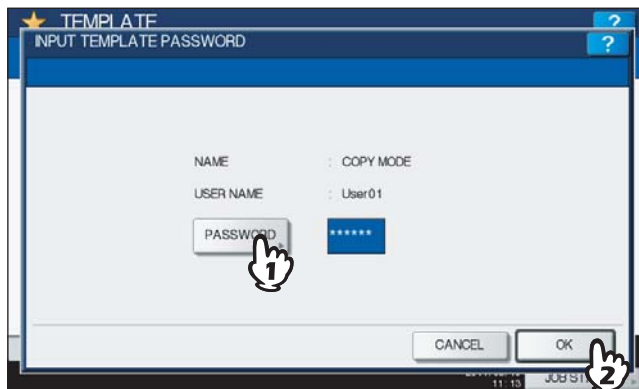 TEMPLATE ?
INPUT TEMPLATE PASSWORD ?
NAME : COPY MODE
USER NAME : User01
PASSWORD ******
1
CANCEL OK
2
11:13 JOB ST